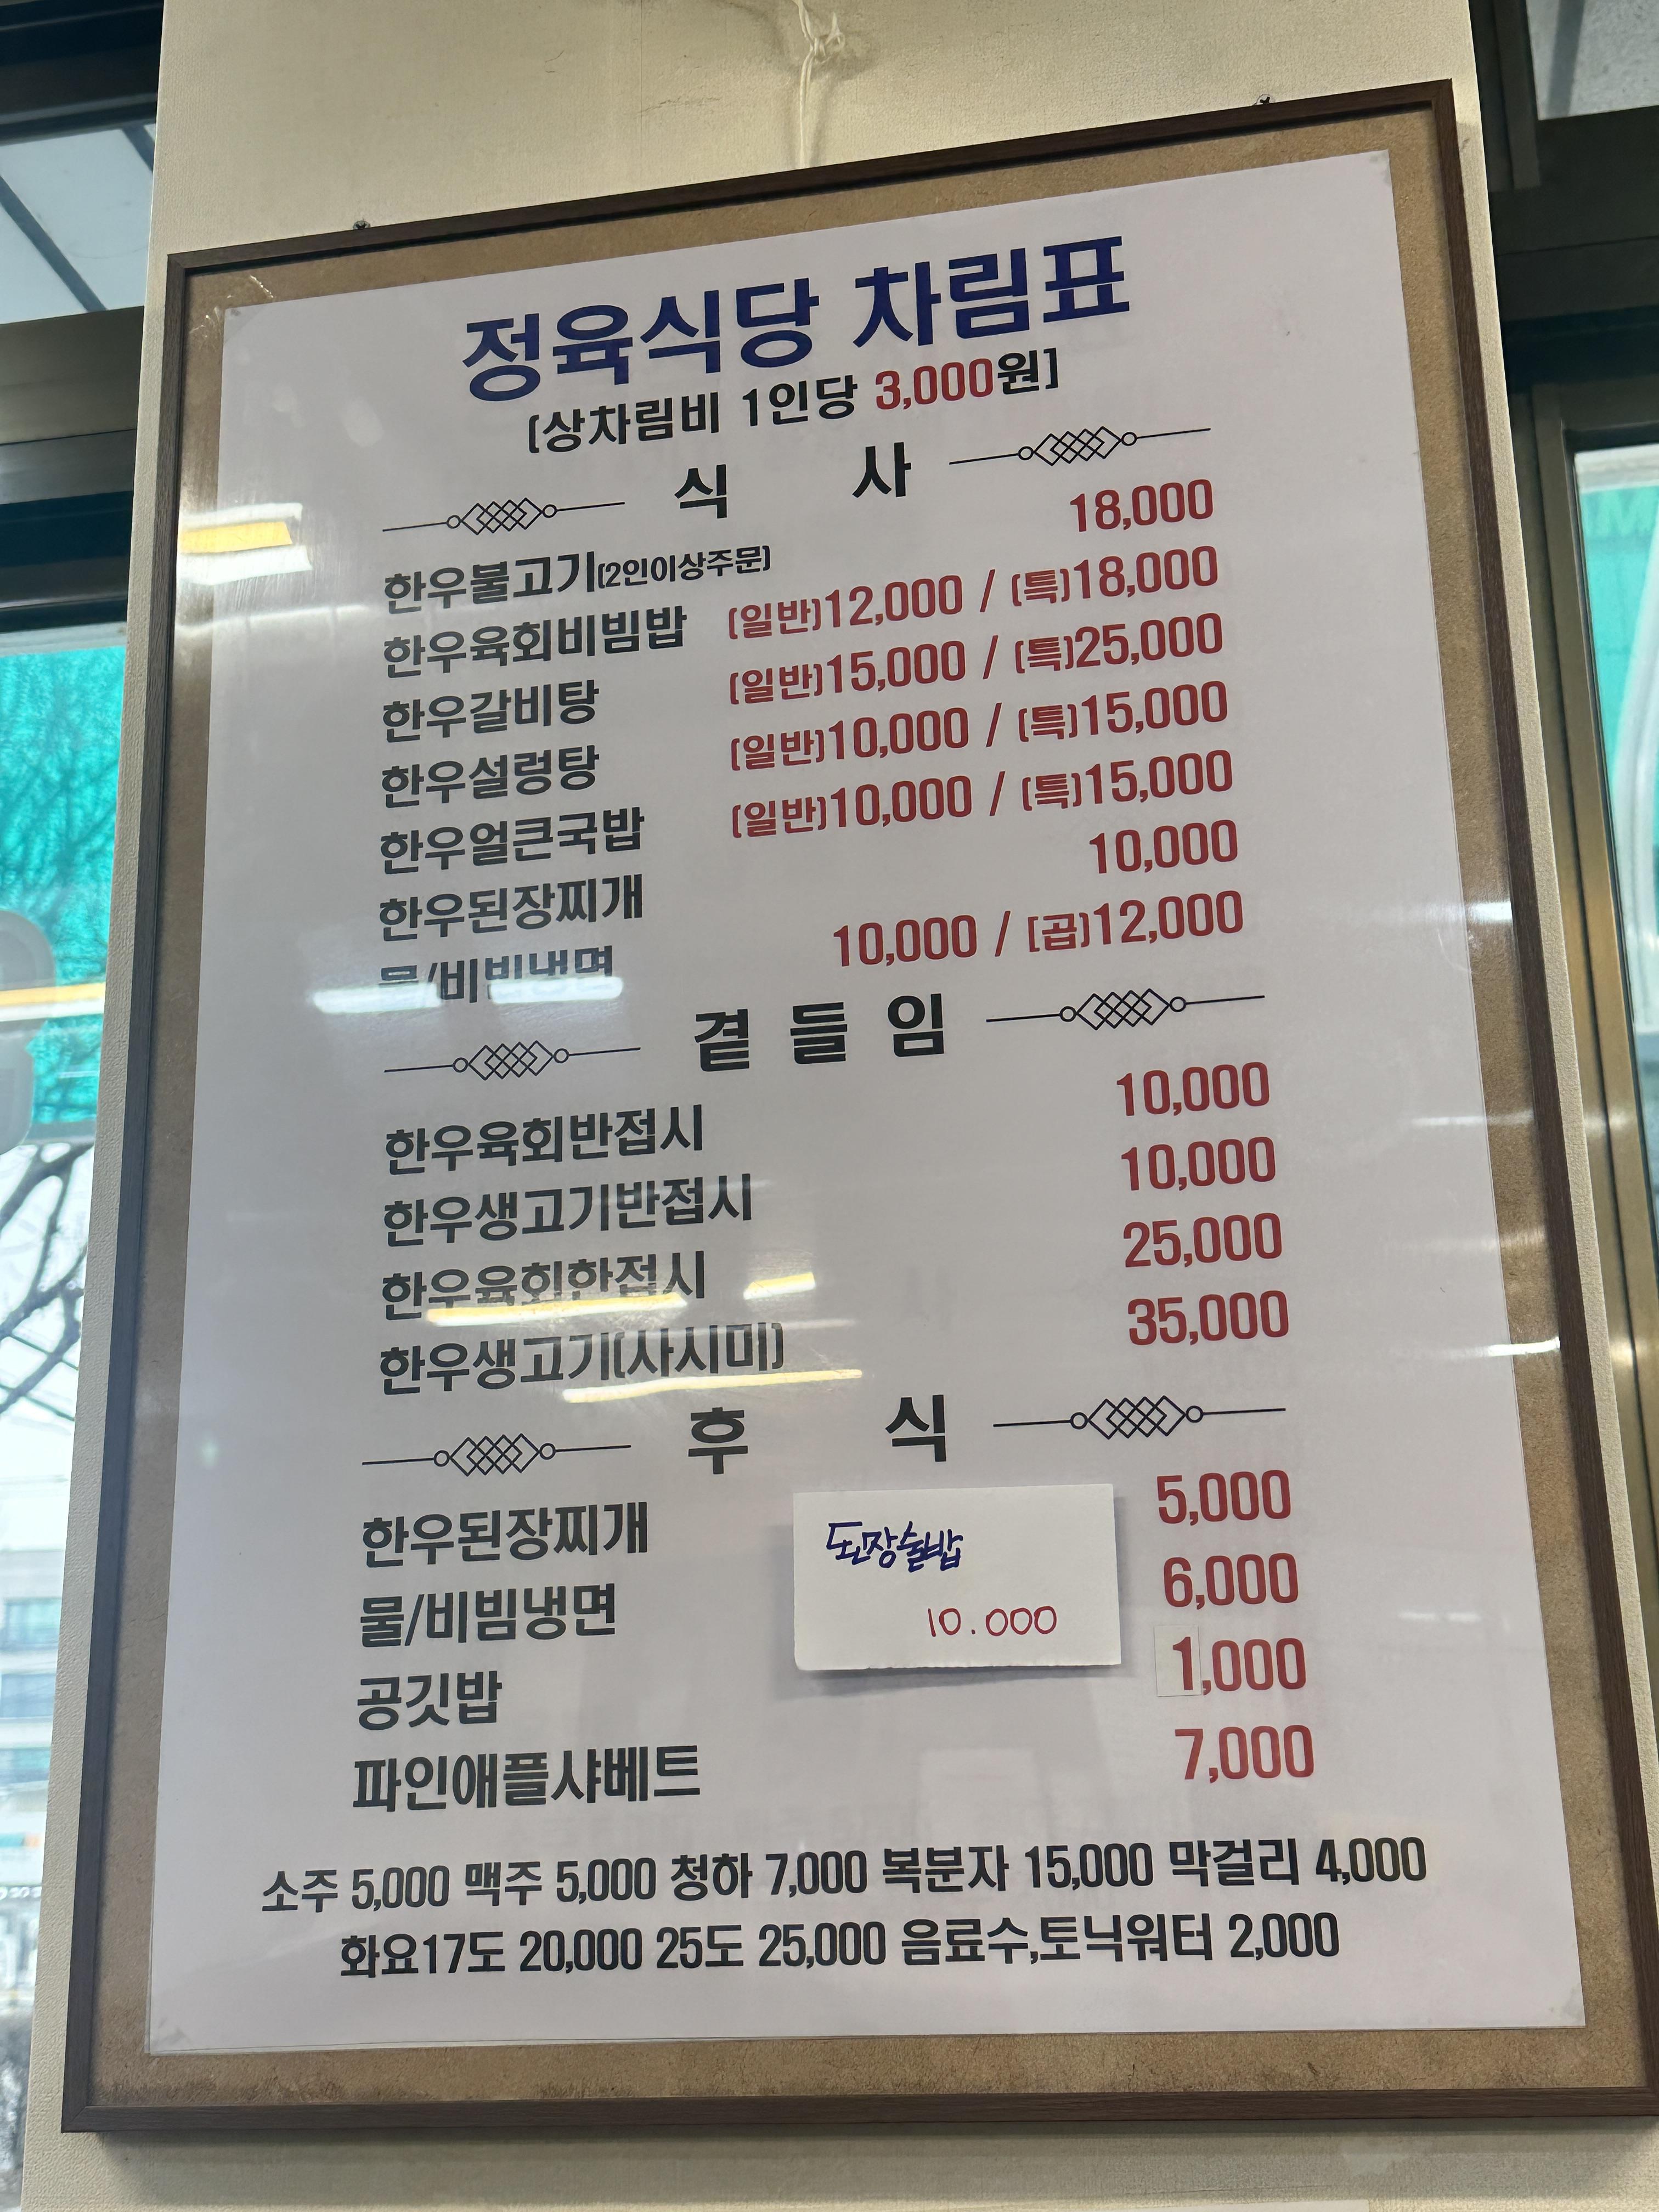 정육식당 차림표
[상차림비 1인당 3,000원]
식 사
한우불고기(2인이상주문) 18,000
한우육회비빔밥 (일반)12,000 / (특)18,000
한우갈비탕 (일반)15,000 / (특)25,000
한우설렁탕 (일반)10,000 / (특)15,000
한우얼큰국밥 (일반)10,000 / (특)15,000
한우된장찌개 10,000
물/비빔냉면 10,000 / (곱)12,000
곁 들 임
한우육회반접시 10,000
한우생고기반접시 10,000
한우육회한접시 25,000
한우생고기(사시미) 35,000
후 식
한우된장찌개 5,000
물/비빔냉면 6,000
공깃밥 1,000
파인애플샤베트 7,000
된장술밥
10.000
소주 5,000 맥주 5,000 청하 7,000 복분자 15,000 막걸리 4,000
화요17도 20,000 25도 25,000 음료수,토닉워터 2,000